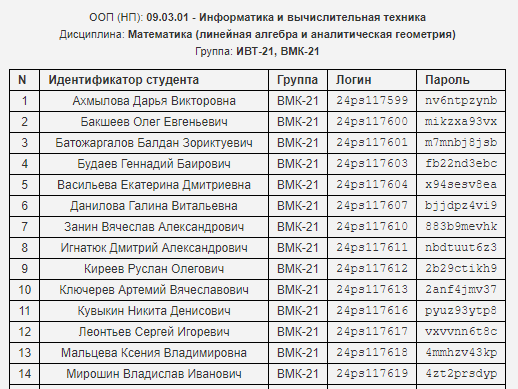 ООП (НП): 09.03.01 - Информатика и вычислительная техника
Дисциплина: Математика (линейная алгебра и аналитическая геометрия)
Группа: ИВТ-21, ВМК-21
N Идентификатор студента Группа Логин Пароль
1 Ахмылова Дарья Викторовна ВМК-21 24ps117599 nv6ntpzynb
2 Бакшеев Олег Евгеньевич ВМК-21 24ps117600 mikzxa93vx
3 Батожаргалов Балдан Зориктуевич ВМК-21 24ps117601 m7mnbj8jsb
4 Будаев Геннадий Баирович ВМК-21 24ps117603 fb22nd3ebc
5 Васильева Екатерина Дмитриевна ВМК-21 24ps117604 x94sesv8ea
6 Данилова Галина Витальевна ВМК-21 24ps117607 bjjdpz4vi9
7 Занин Вячеслав Александрович ВМК-21 24ps117610 883b9mevhk
8 Игнатюк Дмитрий Александрович ВМК-21 24ps117611 nbdtuut6z3
9 Киреев Руслан Олегович ВМК-21 24ps117612 2b29ctikh9
10 Ключерев Артемий Вячеславович ВМК-21 24ps117613 2anf4jmv37
11 Кувыкин Никита Денисович ВМК-21 24ps117616 pyuz93ytp8
12 Леонтьев Сергей Игоревич ВМК-21 24ps117617 vxvvnn6t8c
13 Мальцева Ксения Владимировна ВМК-21 24ps117618 4mmhzv43kp
14 Мирошин Владислав Иванович ВМК-21 24ps117619 4zt2prsdyp